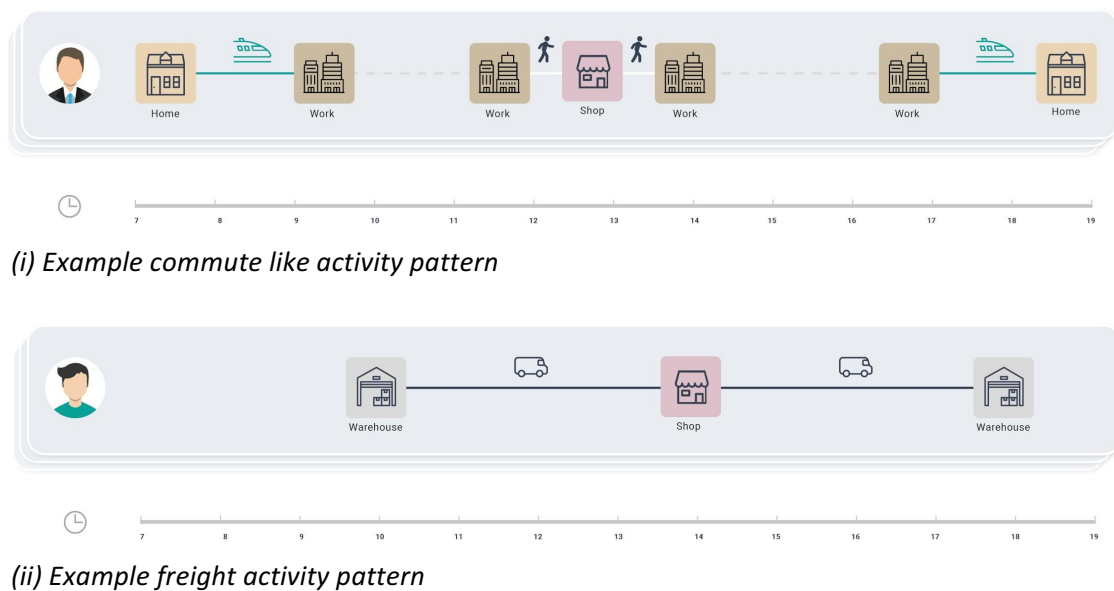 Home Work Work Shop Work Work Home
7 8 9 10 11 12 13 14 15 16 17 18 19
(i) Example commute like activity pattern
Warehouse Shop Warehouse
7 8 9 10 11 12 13 14 15 16 17 18 19
(ii) Example freight activity pattern